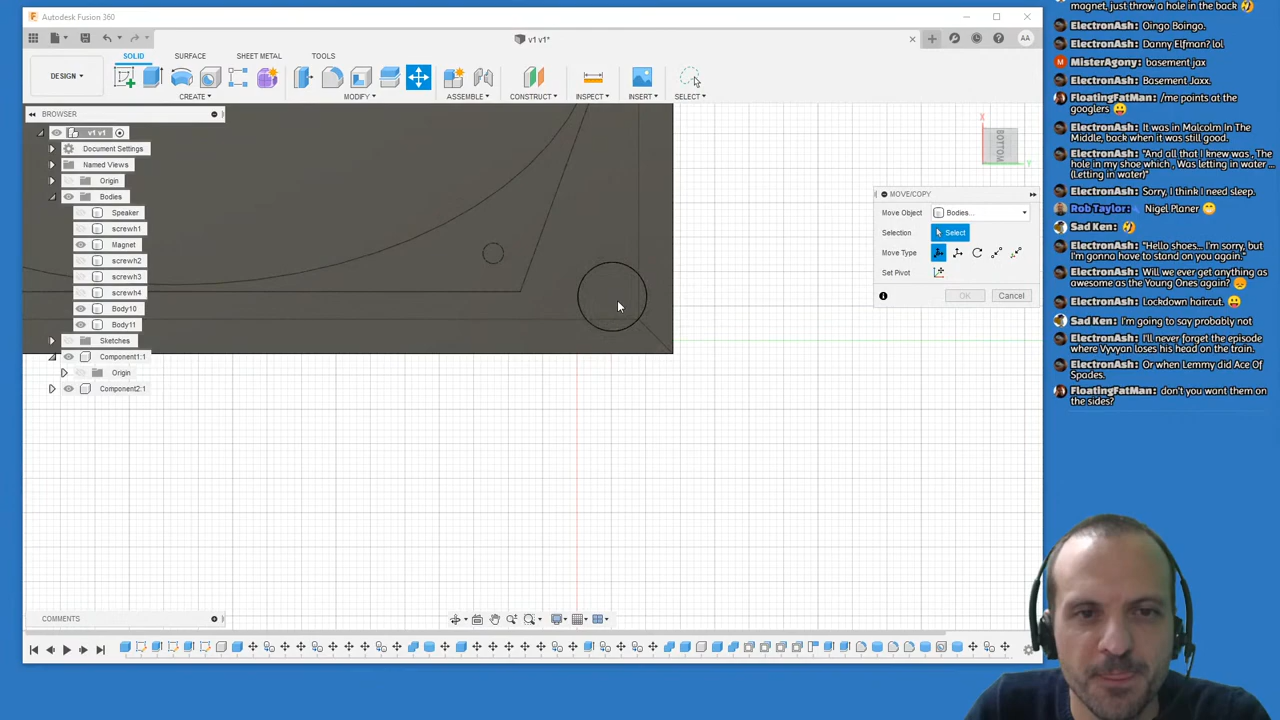 Autodesk Fusion 360
v1 v1*
AA
DESIGN
SOLID
SURFACE
SHEET METAL
TOOLS
CREATE
MODIFY
ASSEMBLE
CONSTRUCT
INSPECT
INSERT
SELECT
BROWSER
v1 v1
Document Settings
Named Views
Origin
Bodies
Speaker
screwh1
Magnet
screwh2
screwh3
screwh4
Body10
Body11
Sketches
Component1:1
Origin
Component2:1
COMMENTS
X
BOTTOM
Y
MOVE/COPY
Move Object
Bodies...
Selection
Select
Move Type
Set Pivot
OK
Cancel
magnet, just throw a hole in the back 🤣
ElectronAsh: Oingo Boingo.
ElectronAsh: Danny Elfman? lol
MisterAgony: basement jax
ElectronAsh: Basement Jaxx.
FloatingFatMan: /me points at the
googlers 😛
ElectronAsh: It was in Malcolm In The
Middle, back when it was still good.
ElectronAsh: "And all that I knew was , The
hole in my shoe which , Was letting in water ...
(Letting in water)"
ElectronAsh: Sorry, I think I need sleep.
RobTaylor: Nigel Planer 😁
Sad Ken: 🤣
ElectronAsh: "Hello shoes... I'm sorry, but
I'm gonna have to stand on you again."
ElectronAsh: Will we ever get anything as
awesome as the Young Ones again? 😞
ElectronAsh: Lockdown haircut. 😛
Sad Ken: I'm going to say probably not
ElectronAsh: I'll never forget the episode
where Vyvyan loses his head on the train.
ElectronAsh: Or when Lemmy did Ace Of
Spades.
FloatingFatMan: don't you want them on
the sides?